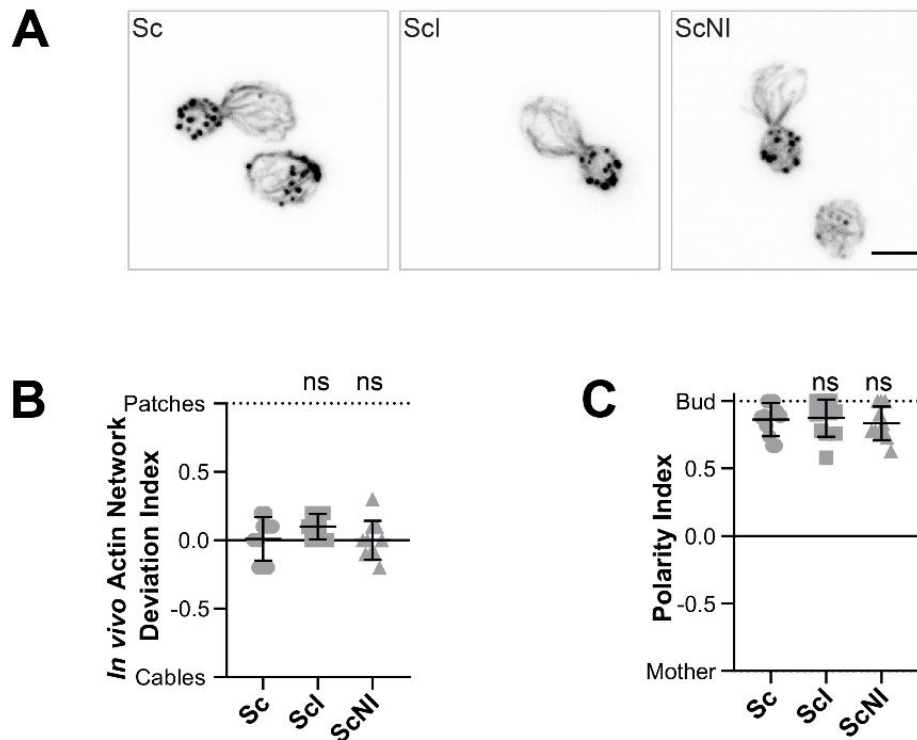 A
Sc
ScI
ScNI
B
ns ns
Patches
0.5
0.0
-0.5
Cables
In vivo Actin Network
Deviation Index
Sc ScI ScNI
C
ns ns
Bud
0.5
0.0
-0.5
Mother
Polarity Index
Sc ScI ScNI